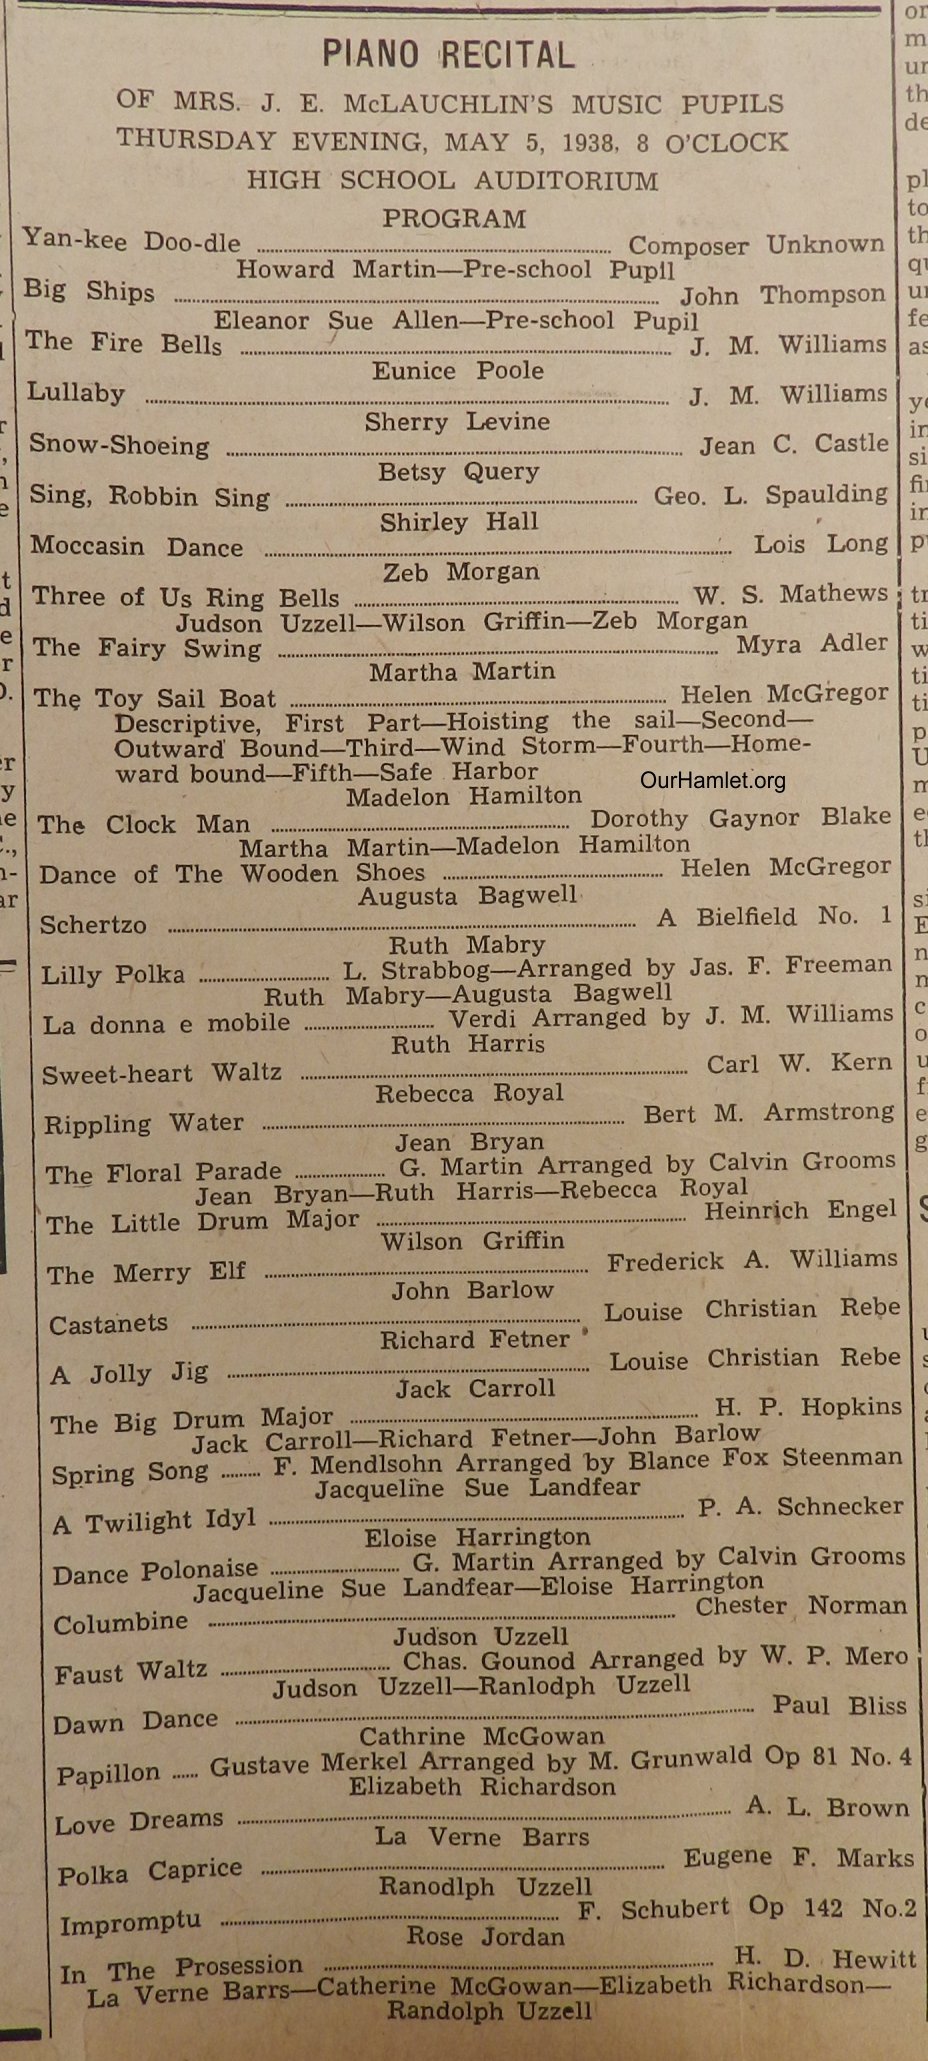 PIANO RECITAL
OF MRS. J. E. McLAUCHLIN'S MUSIC PUPILS
THURSDAY EVENING, MAY 5, 1938, 8 O'CLOCK
HIGH SCHOOL AUDITORIUM
PROGRAM
Yan-kee Doo-dle ........ Composer Unknown
Howard Martin—Pre-school Pupil
Big Ships ........ John Thompson
Eleanor Sue Allen—Pre-school Pupil
The Fire Bells ........ J. M. Williams
Eunice Poole
Lullaby ........ J. M. Williams
Sherry Levine
Snow-Shoeing ........ Jean C. Castle
Betsy Query
Sing, Robbin Sing ........ Geo. L. Spaulding
Shirley Hall
Moccasin Dance ........ Lois Long
Zeb Morgan
Three of Us Ring Bells ........ W. S. Mathews
Judson Uzzell—Wilson Griffin—Zeb Morgan
The Fairy Swing ........ Myra Adler
Martha Martin
The Toy Sail Boat ........ Helen McGregor
Descriptive, First Part—Hoisting the sail—Second—
Outward Bound—Third—Wind Storm—Fourth—Home-
ward bound—Fifth—Safe Harbor
OurHamlet.org
Madelon Hamilton
The Clock Man ........ Dorothy Gaynor Blake
Martha Martin—Madelon Hamilton
Dance of The Wooden Shoes ........ Helen McGregor
Augusta Bagwell
Schertzo ........ A Bielfield No. 1
Ruth Mabry
Lilly Polka ........ L. Strabbog—Arranged by Jas. F. Freeman
Ruth Mabry—Augusta Bagwell
La donna e mobile ........ Verdi Arranged by J. M. Williams
Ruth Harris
Sweet-heart Waltz ........ Carl W. Kern
Rebecca Royal
Rippling Water ........ Bert M. Armstrong
Jean Bryan
The Floral Parade ........ G. Martin Arranged by Calvin Grooms
Jean Bryan—Ruth Harris—Rebecca Royal
The Little Drum Major ........ Heinrich Engel
Wilson Griffin
The Merry Elf ........ Frederick A. Williams
John Barlow
Castanets ........ Louise Christian Rebe
Richard Fetner
A Jolly Jig ........ Louise Christian Rebe
Jack Carroll
The Big Drum Major ........ H. P. Hopkins
Jack Carroll—Richard Fetner—John Barlow
Spring Song ........ F. Mendlsohn Arranged by Blance Fox Steenman
Jacqueline Sue Landfear
A Twilight Idyl ........ P. A. Schnecker
Eloise Harrington
Dance Polonaise ........ G. Martin Arranged by Calvin Grooms
Jacqueline Sue Landfear—Eloise Harrington
Columbine ........ Chester Norman
Judson Uzzell
Faust Waltz ........ Chas. Gounod Arranged by W. P. Mero
Judson Uzzell—Ranlodph Uzzell
Dawn Dance ........ Paul Bliss
Cathrine McGowan
Papillon ...... Gustave Merkel Arranged by M. Grunwald Op 81 No. 4
Elizabeth Richardson
Love Dreams ........ A. L. Brown
La Verne Barrs
Polka Caprice ........ Eugene F. Marks
Ranodlph Uzzell
Impromptu ........ F. Schubert Op 142 No.2
Rose Jordan
In The Prosession ........ H. D. Hewitt
La Verne Barrs—Catherine McGowan—Elizabeth Richardson—
Randolph Uzzell